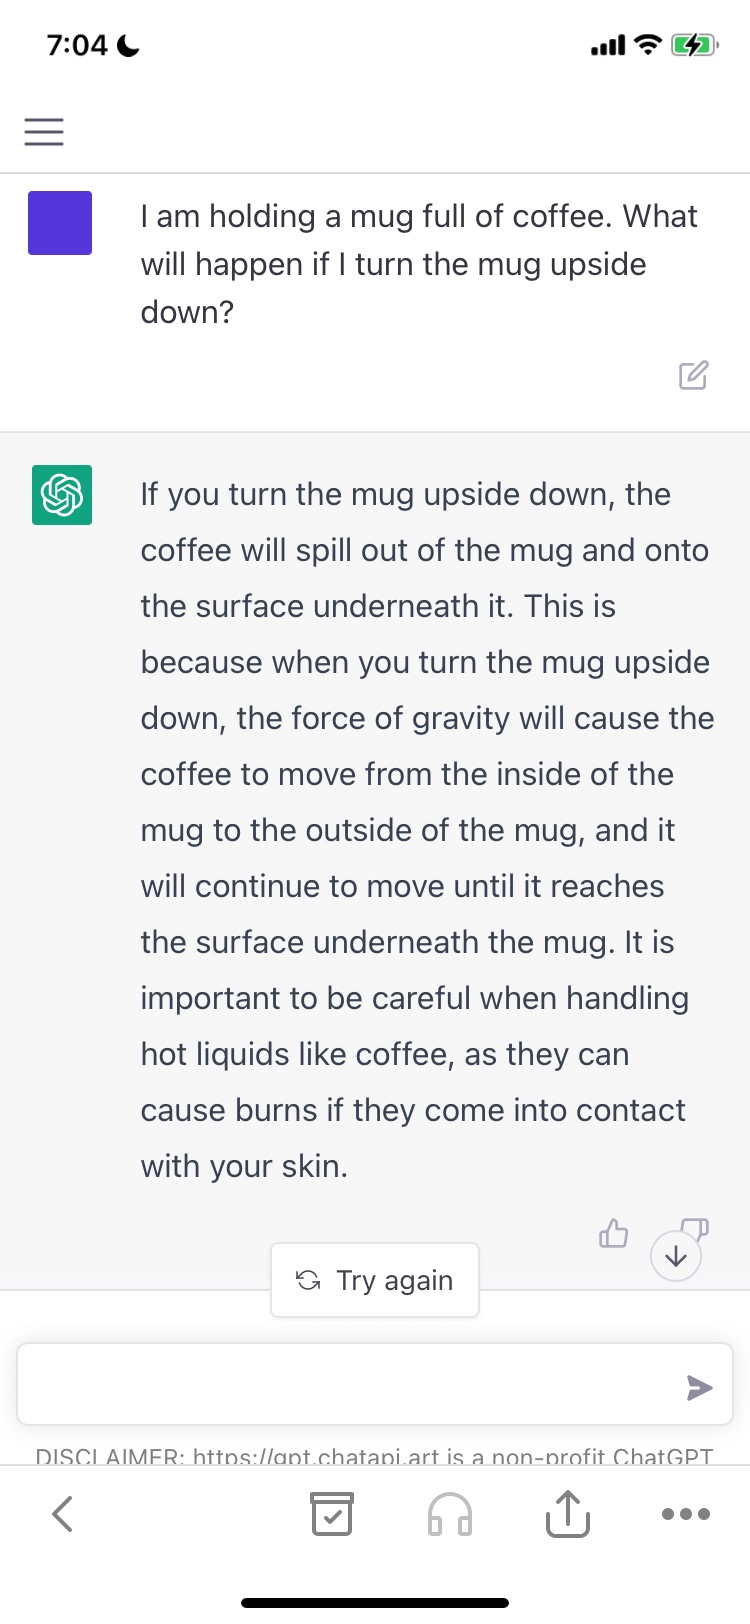 7:04
I am holding a mug full of coffee. What
will happen if I turn the mug upside
down?
If you turn the mug upside down, the
coffee will spill out of the mug and onto
the surface underneath it. This is
because when you turn the mug upside
down, the force of gravity will cause the
coffee to move from the inside of the
mug to the outside of the mug, and it
will continue to move until it reaches
the surface underneath the mug. It is
important to be careful when handling
hot liquids like coffee, as they can
cause burns if they come into contact
with your skin.
Try again
DISCLAIMER: https://gpt.chatapi.art is a non-profit ChatGPT